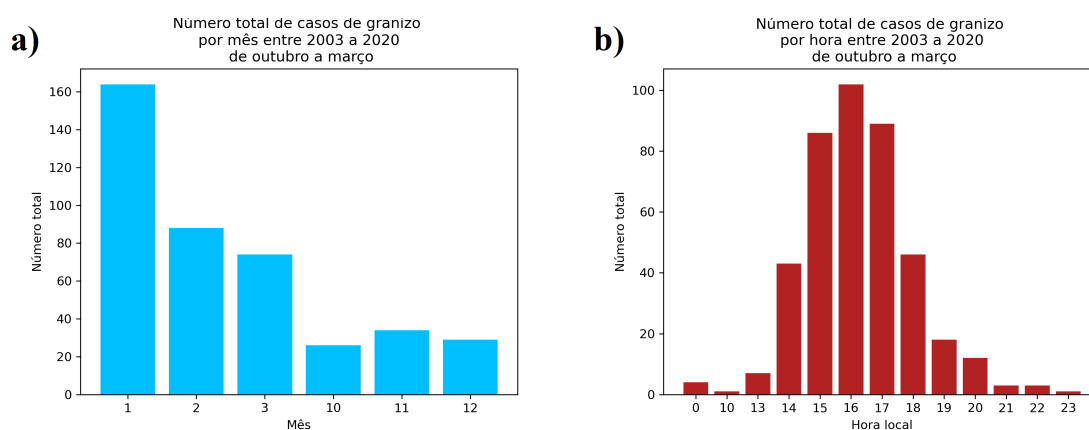 a)
Número total de casos de granizo
por mês entre 2003 a 2020
de outubro a março
Número total
160
140
120
100
80
60
40
20
0
1 2 3 10 11 12
Mês
b)
Número total de casos de granizo
por hora entre 2003 a 2020
de outubro a março
Número total
100
80
60
40
20
0
0 10 13 14 15 16 17 18 19 20 21 22 23
Hora local